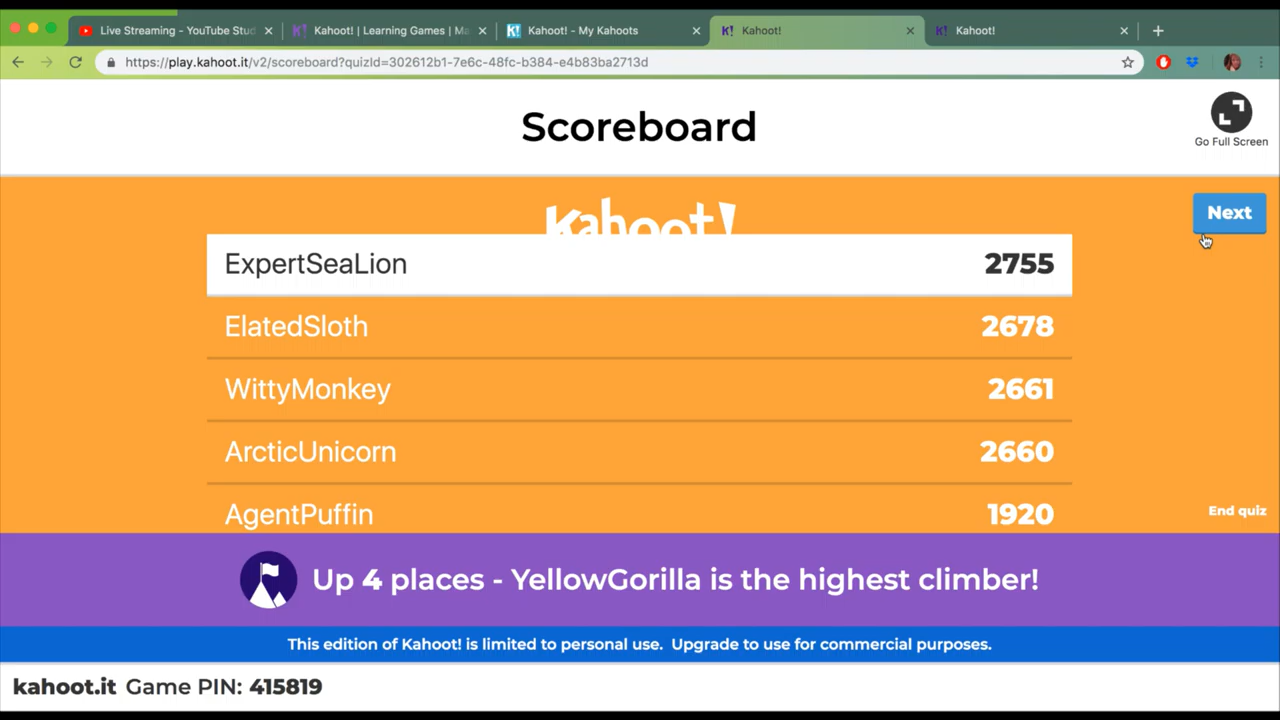 Live Streaming - YouTube Stud
Kahoot! | Learning Games | Ma
Kahoot! - My Kahoots
Kahoot!
Kahoot!
https://play.kahoot.it/v2/scoreboard?quizId=302612b1-7e6c-48fc-b384-e4b83ba2713d
Scoreboard
Go Full Screen
Kahoot!
Next
ExpertSeaLion 2755
ElatedSloth 2678
WittyMonkey 2661
ArcticUnicorn 2660
AgentPuffin 1920
End quiz
Up 4 places - YellowGorilla is the highest climber!
This edition of Kahoot! is limited to personal use. Upgrade to use for commercial purposes.
kahoot.it Game PIN: 415819